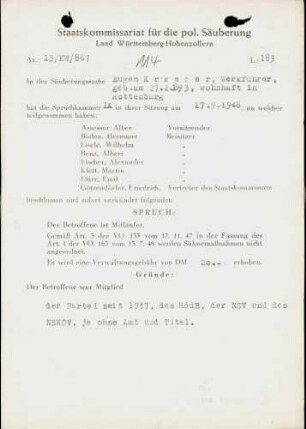 Staatskommissariat für die pol. Säuberung
Land Württemberg-Hohenzollern
Az.: 15/KW/867
M4
L. 185
In der Säuberungssache
Eugen K r a m e r , Werkführer,
geb.am 27.2.1893, wohnhaft in
Rottenburg
hat die Spruchkammer IA in ihrer Sitzung am 17.9.1948, an welcher
teilgenommen haben:
Assessor Alber Vorsitzender
Boden, Hermann Beisitzer
Eisele, Wilhelm
Henz, Albert
Fischer, Alexander
Klett, Martin
Dürr, Emil
Götzendörfer, Friedrich, Vertreter des Staatskommissars
beschlossen und sofort verkündet folgenden
SPRUCH:
Der Betroffene ist Mitläufer.
Gemäß Art. 5 der VO. 133 vom 17. 11. 47 in der Fassung des
Art. 1 der VO. 165 vom 13. 7. 48 werden Sühnemaßnahmen nicht
angeordnet.
Es wird eine Verwaltungsgebühr von DM 20.- erhoben.
Gründe:
Der Betroffene war Mitglied
der Partei seit 1937, des RddB, der NSV und des
NSKOV, je ohne Amt und Titel.